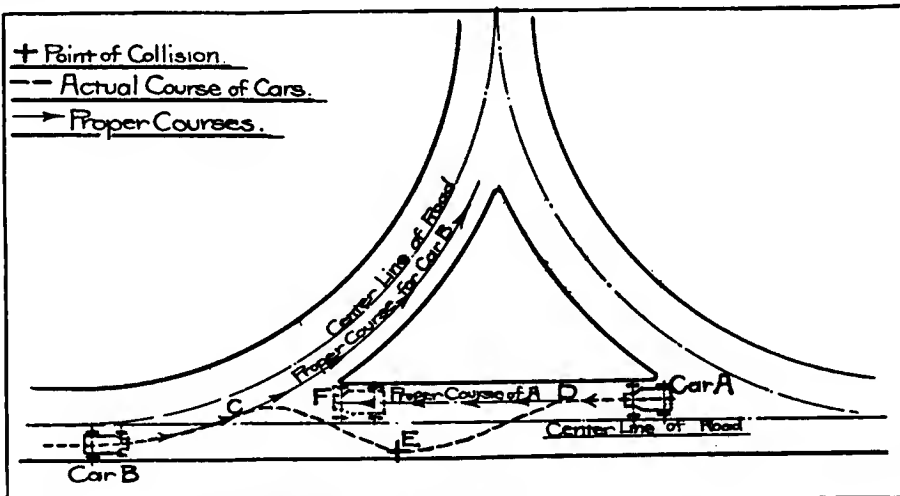 + Point of Collision.
--- Actual Course of Cars.
→ Proper Courses.
Center Line of Road
Proper Course for Car B
C
F
Proper Course of A
D
Car A
E
Center Line of Road
Car B